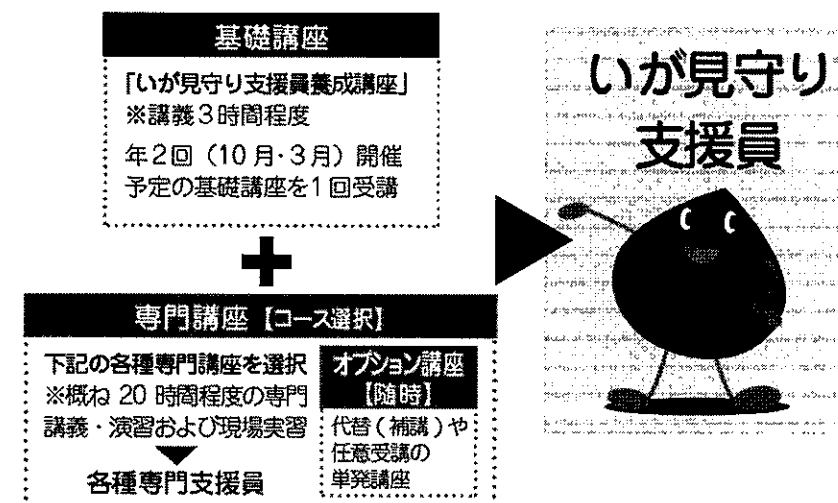 基礎講座
「いが見守り支援員養成講座」
※講義3時間程度
年2回（10月・3月）開催
予定の基礎講座を1回受講
+
専門講座【コース選択】
下記の各種専門講座を選択
※概ね 20 時間程度の専門
講義・演習および現場実習
各種専門支援員
オプション講座
【随時】
代替(補講)や
任意受講の
単発講座
いが見守り
支援員